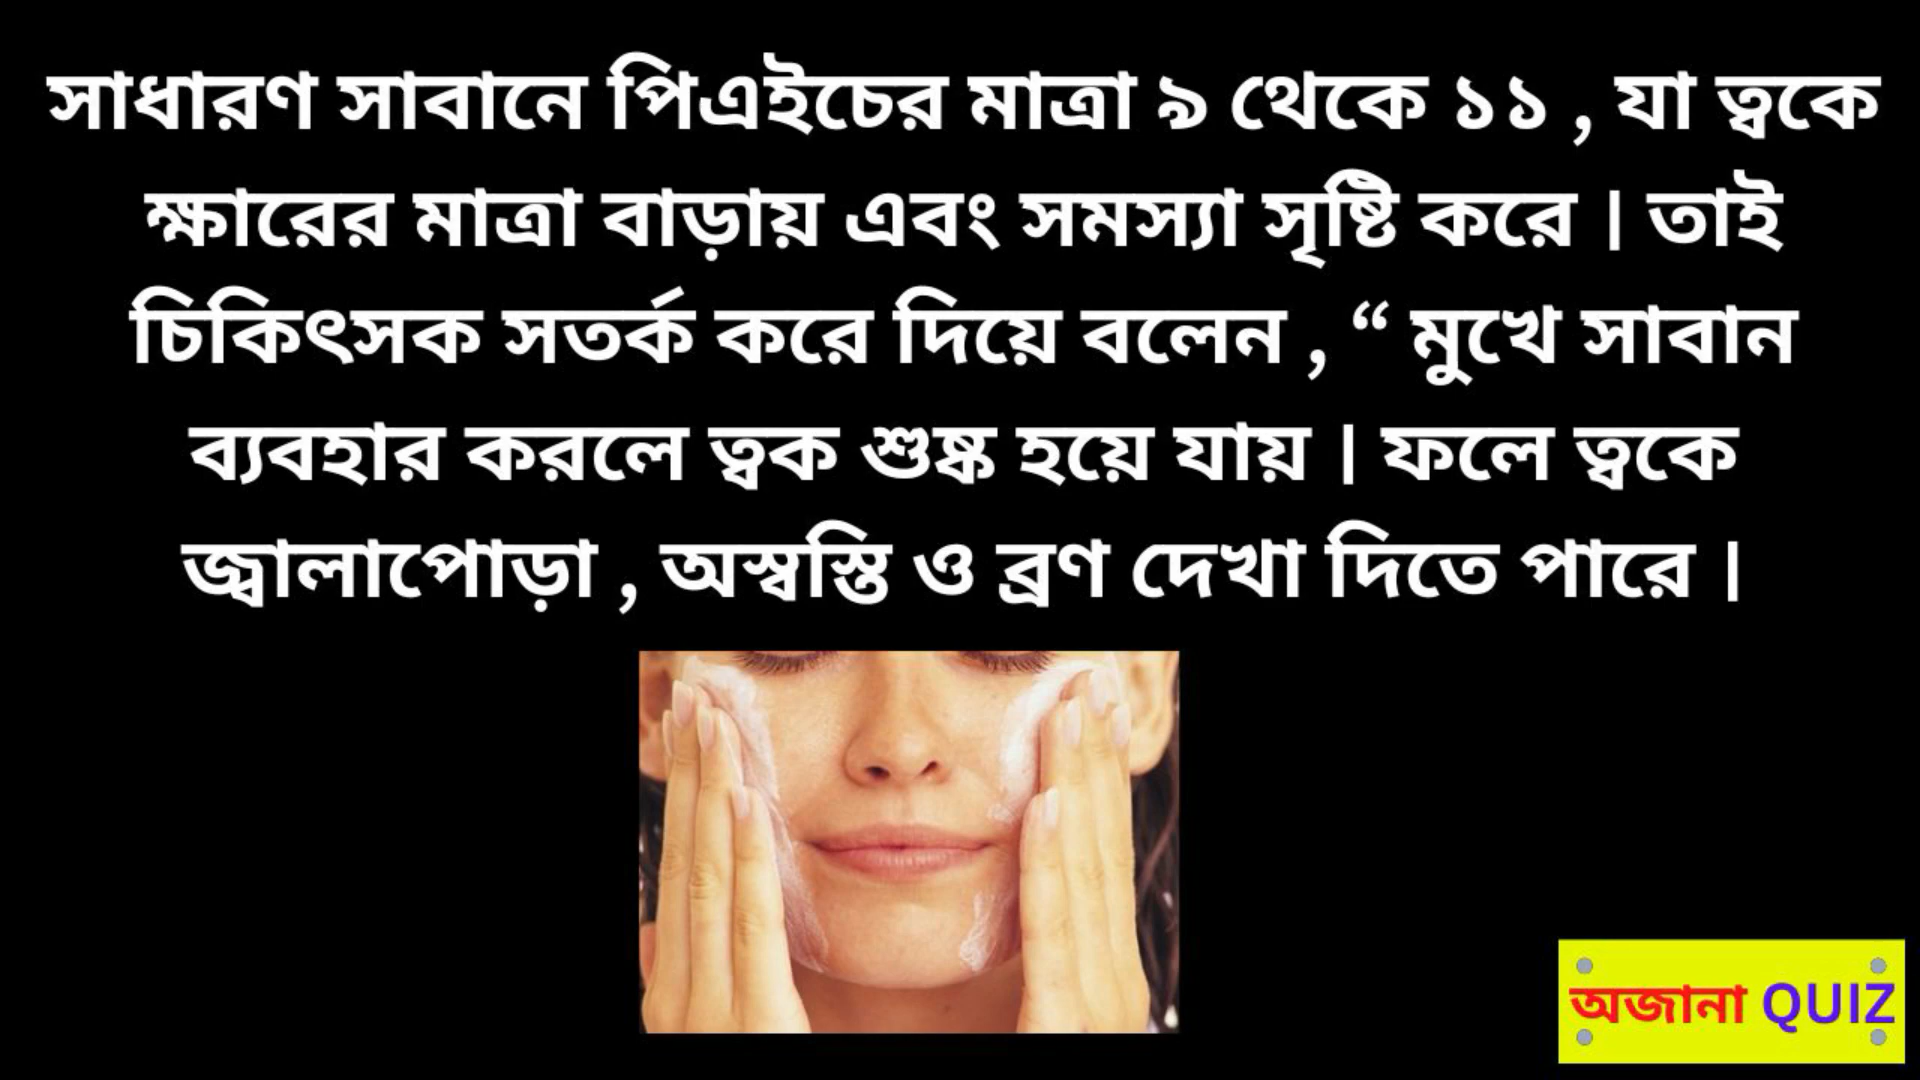 সাধারণ সাবানে পিএইচের মাত্রা ৯ থেকে ১১ , যা ত্বকে
ক্ষারের মাত্রা বাড়ায় এবং সমস্যা সৃষ্টি করে । তাই
চিকিৎসক সতর্ক করে দিয়ে বলেন , “ মুখে সাবান
ব্যবহার করলে ত্বক শুষ্ক হয়ে যায় । ফলে ত্বকে
জ্বালাপোড়া , অস্বস্তি ও ব্রণ দেখা দিতে পারে ।
অজানা QUIZ